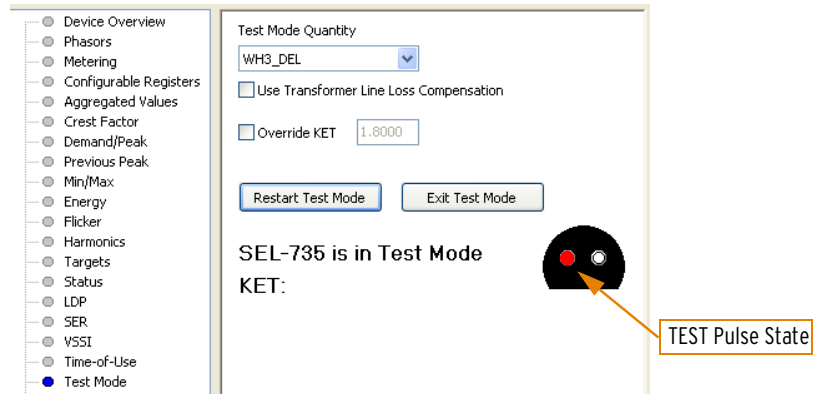 Device Overview
Phasors
Metering
Configurable Registers
Aggregated Values
Crest Factor
Demand/Peak
Previous Peak
Min/Max
Energy
Flicker
Harmonics
Targets
Status
LDP
SER
VSSI
Time-of-Use
Test Mode
Test Mode Quantity
WH3_DEL
Use Transformer Line Loss Compensation
Override KET 1.8000
Restart Test Mode Exit Test Mode
SEL-735 is in Test Mode
KET:
TEST Pulse State